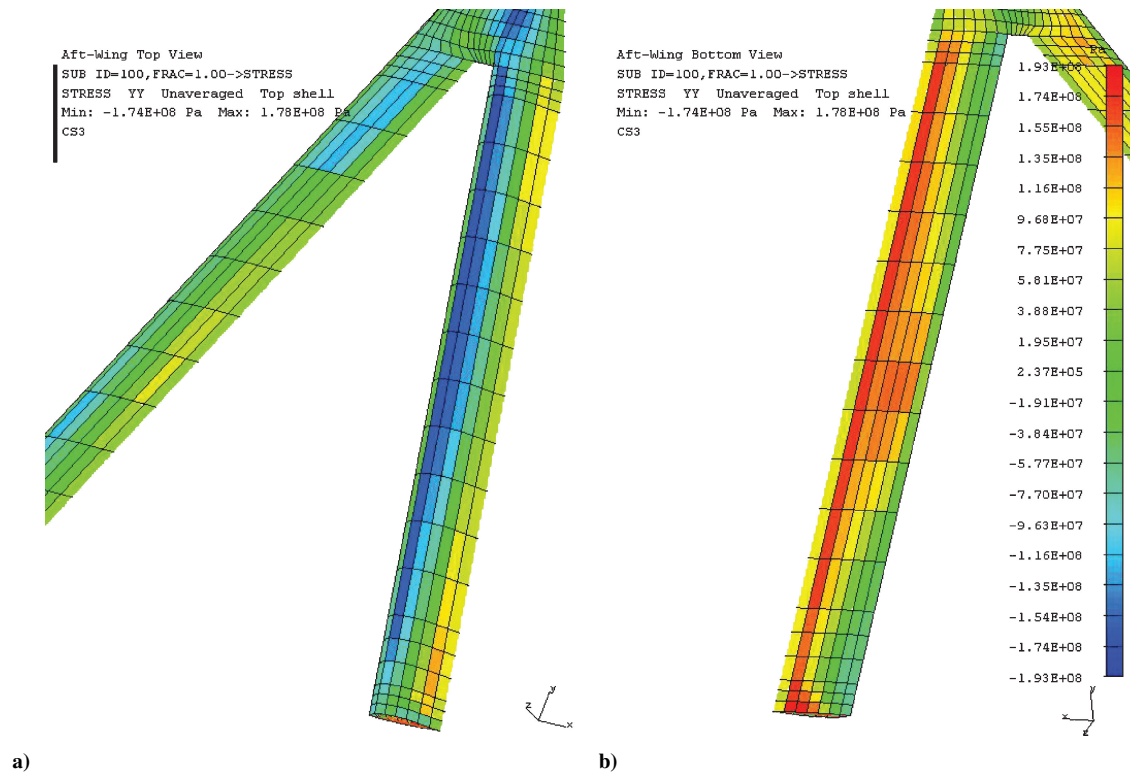 Aft-Wing Top View
SUB ID=100,FRAC=1.00->STRESS
STRESS YY Unaveraged Top shell
Min: -1.74E+08 Pa Max: 1.78E+08 Pa
CS3
Aft-Wing Bottom View
SUB ID=100,FRAC=1.00->STRESS
STRESS YY Unaveraged Top shell
Min: -1.74E+08 Pa Max: 1.78E+08 Pa
CS3
Pa
1.93E+08
1.74E+08
1.55E+08
1.35E+08
1.16E+08
9.68E+07
7.75E+07
5.81E+07
3.88E+07
1.95E+07
2.37E+05
-1.91E+07
-3.84E+07
-5.77E+07
-7.70E+07
-9.63E+07
-1.16E+08
-1.35E+08
-1.54E+08
-1.74E+08
-1.93E+08
y
z
x
y
x
z
a)
b)